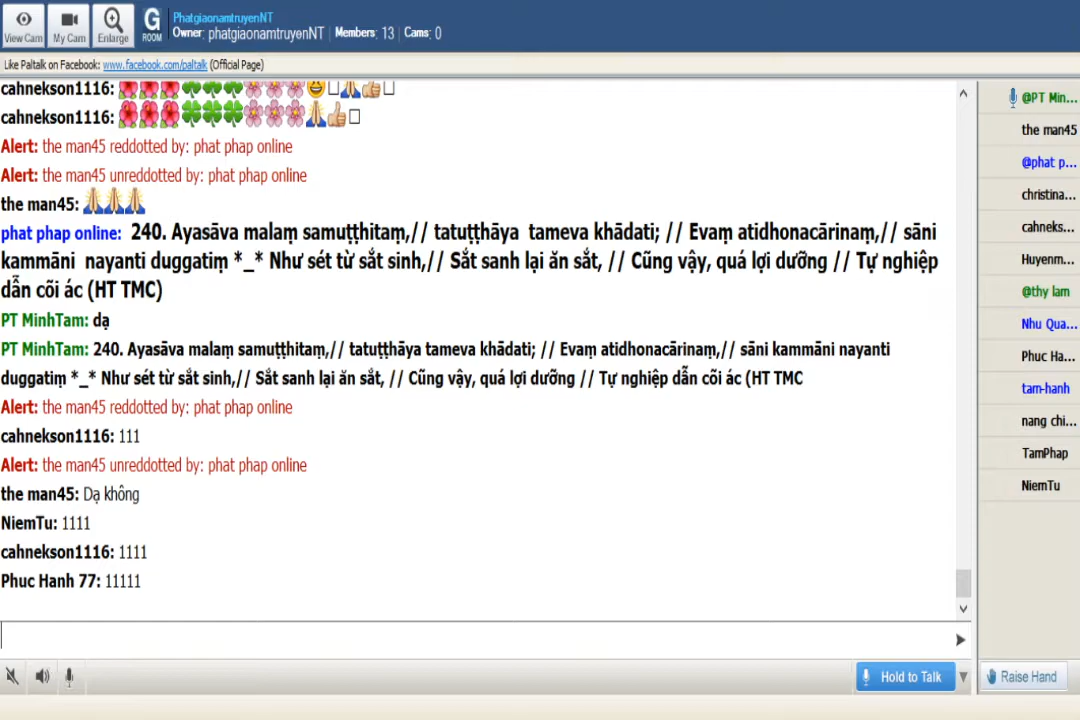 View Cam My Cam Enlarge G ROOM PhatgiaonamtruyenNT
Owner: phatgiaonamtruyenNT Members: 13 Cams: 0
Like Paltalk on Facebook: www.facebook.com/paltalk (Official Page)
cahnekson1116:
cahnekson1116:
Alert: the man45 reddotted by: phat phap online
Alert: the man45 unreddotted by: phat phap online
the man45:
phat phap online: 240. Ayasāva malaṃ samuṭṭhitaṃ,// tatuṭṭhāya tameva khādati; // Evaṃ atidhonacārinaṃ,// sāni
kammāni nayanti duggatiṃ *_* Như sét từ sắt sinh,// Sắt sanh lại ăn sắt, // Cũng vậy, quá lợi dưỡng // Tự nghiệp
dẫn cõi ác (HT TMC)
PT MinhTam: dạ
PT MinhTam: 240. Ayasāva malaṃ samuṭṭhitaṃ,// tatuṭṭhāya tameva khādati; // Evaṃ atidhonacārinaṃ,// sāni kammāni nayanti
duggatiṃ *_* Như sét từ sắt sinh,// Sắt sanh lại ăn sắt, // Cũng vậy, quá lợi dưỡng // Tự nghiệp dẫn cõi ác (HT TMC
Alert: the man45 reddotted by: phat phap online
cahnekson1116: 111
Alert: the man45 unreddotted by: phat phap online
the man45: Dạ không
NiemTu: 1111
cahnekson1116: 1111
Phuc Hanh 77: 11111
@PT Min...
the man45
@phat p...
christina...
cahneks...
Huyenm...
@thy lam
Nhu Qua...
Phuc Ha...
tam-hanh
nang chi...
TamPhap
NiemTu
Hold to Talk
Raise Hand